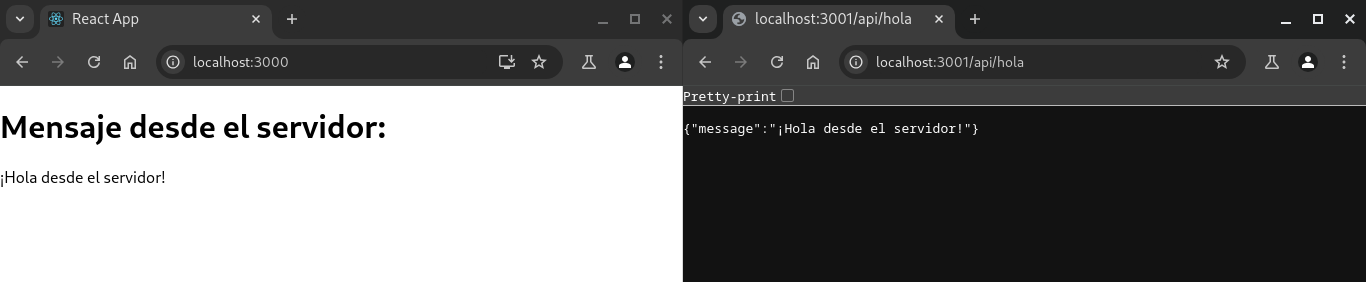 React App
localhost:3000
Mensaje desde el servidor:
¡Hola desde el servidor!
localhost:3001/api/hola
localhost:3001/api/hola
Pretty-print
{"message":"¡Hola desde el servidor!"}